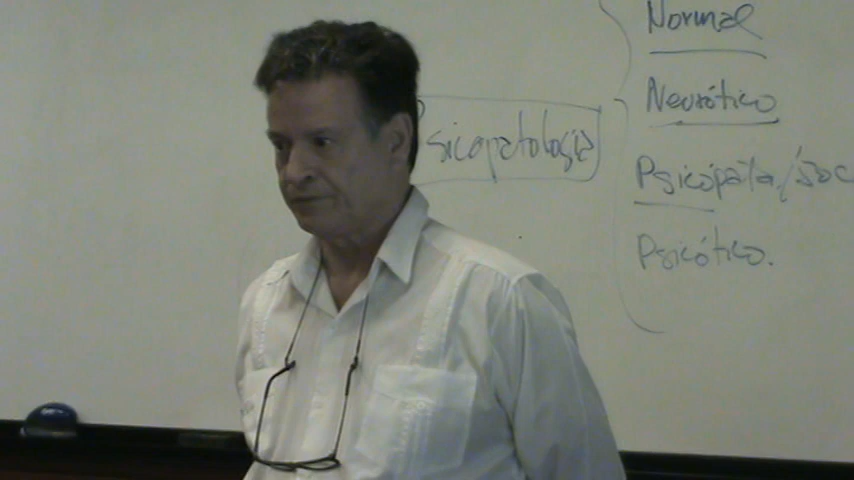 Normal
Neurótico
Psicopatología
Psicópata/soc
Psicótico.